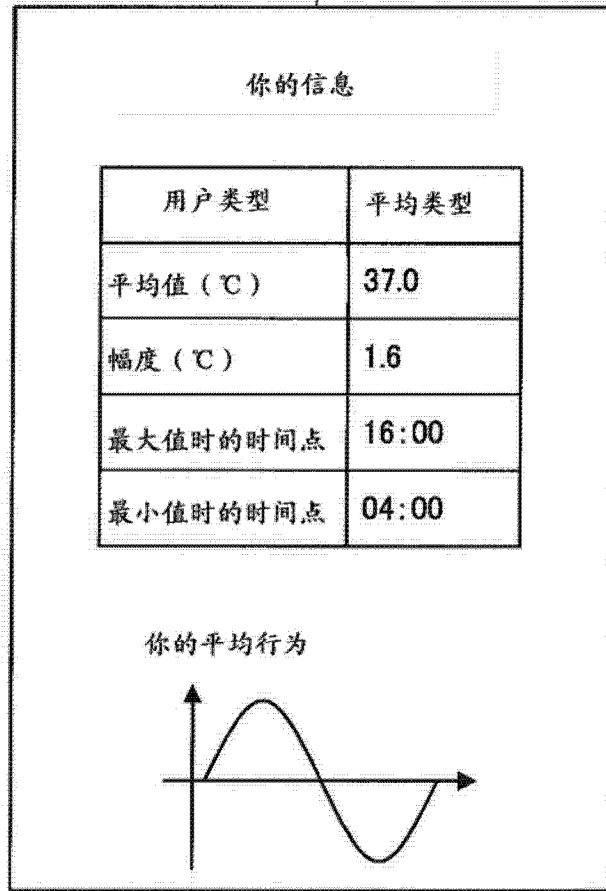 你的信息
用户类型 平均类型
平均值（℃） 37.0
幅度（℃） 1.6
最大值时的时间点 16:00
最小值时的时间点 04:00
你的平均行为